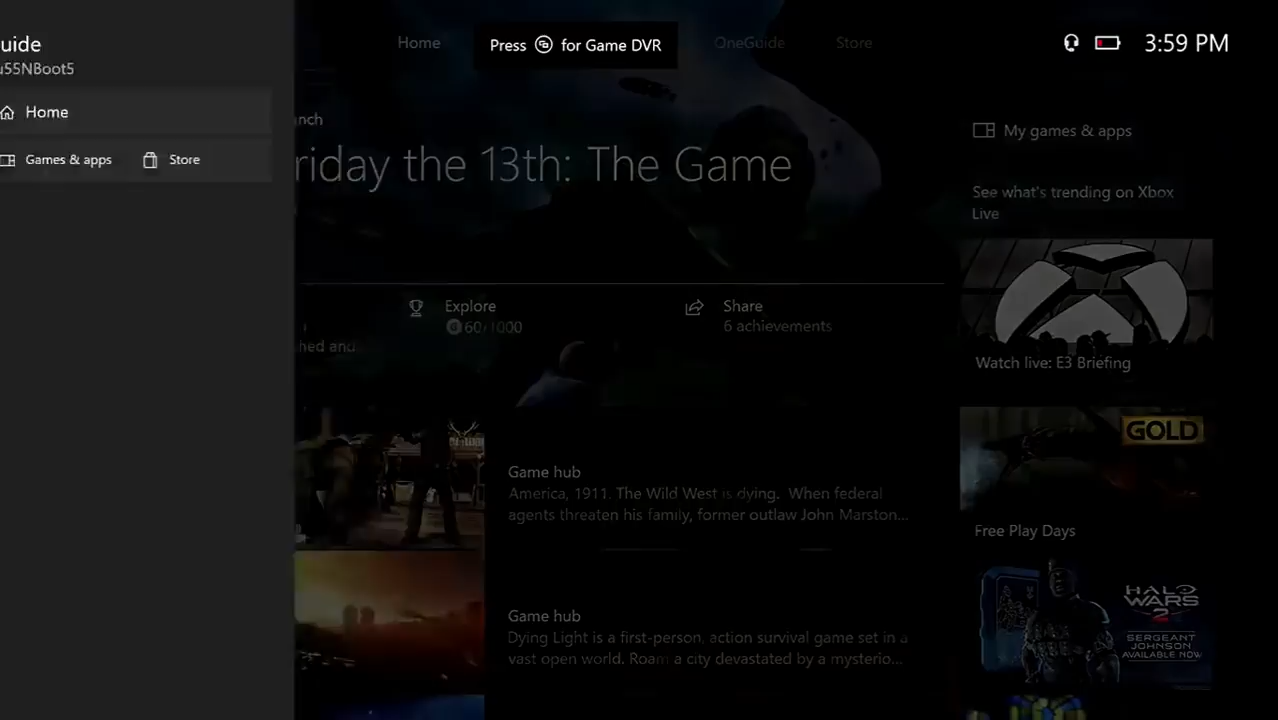 uide
u55NBoot5
Home
Games & apps
Store
Home
Press for Game DVR
OneGuide
Store
3:59 PM
nch
riday the 13th: The Game
Explore
G 60/1000
Share
6 achievements
hed and
Game hub
America, 1911. The Wild West is dying. When federal
agents threaten his family, former outlaw John Marston...
Game hub
Dying Light is a first-person, action survival game set in a
vast open world. Roam a city devastated by a mysterio...
My games & apps
See what's trending on Xbox
Live
Watch live: E3 Briefing
GOLD
Free Play Days
HALO
WARS
2
SERGEANT
JOHNSON
AVAILABLE NOW